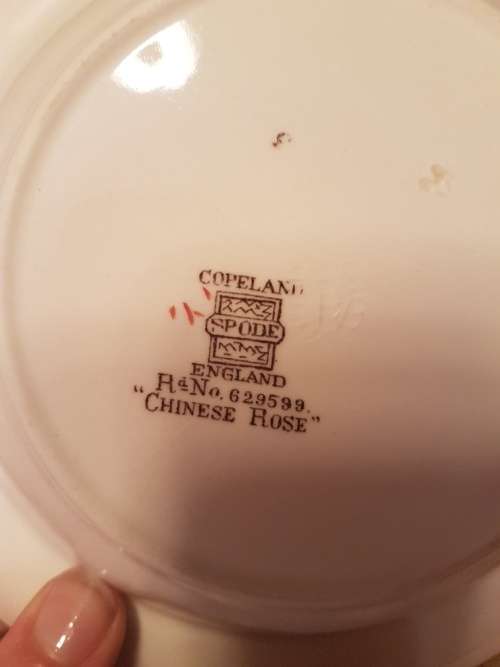 COPELAND
SPODE
ENGLAND
Rd No. 629599.
"CHINESE ROSE"